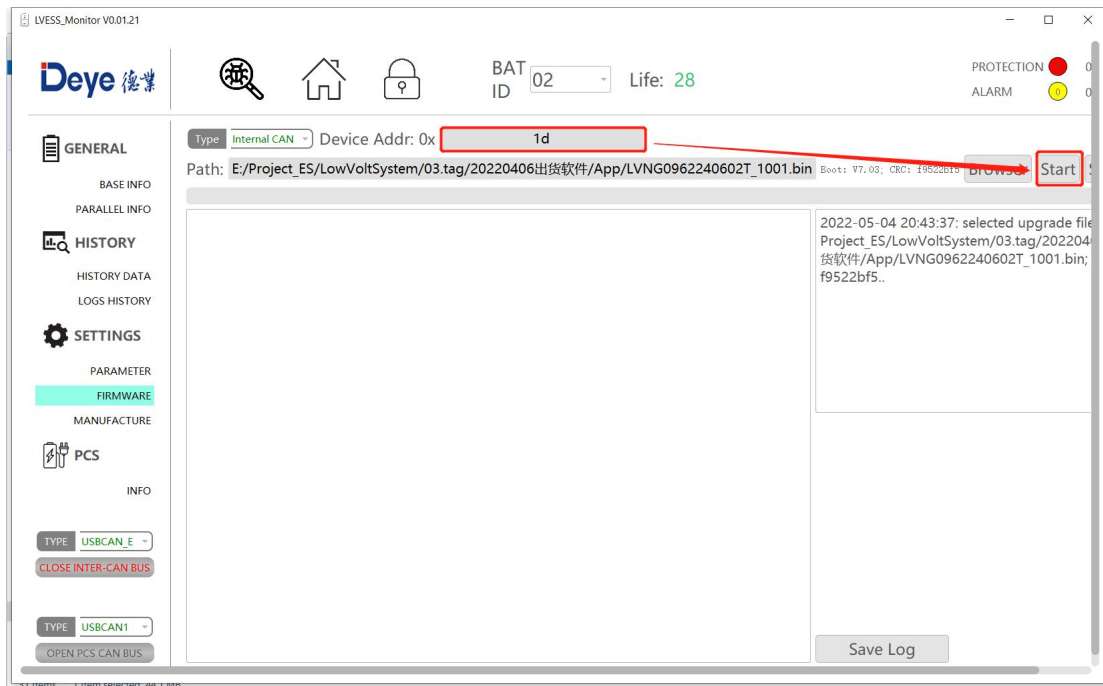 LVESS_Monitor V0.01.21
Deye 德業
BAT ID 02 Life: 28
PROTECTION 0
ALARM 0 0
GENERAL
BASE INFO
PARALLEL INFO
HISTORY
HISTORY DATA
LOGS HISTORY
SETTINGS
PARAMETER
FIRMWARE
MANUFACTURE
PCS
INFO
TYPE USBCAN_E
CLOSE INTER-CAN BUS
TYPE USBCAN1
OPEN PCS CAN BUS
Type Internal CAN Device Addr: 0x 1d
Path: E:/Project_ES/LowVoltSystem/03.tag/20220406出货软件/App/LVNG0962240602T_1001.bin Boot: V7.03; CRC: f9522bf5 Browser Start S
2022-05-04 20:43:37: selected upgrade file
Project_ES/LowVoltSystem/03.tag/202204
货软件/App/LVNG0962240602T_1001.bin;
f9522bf5..
Save Log